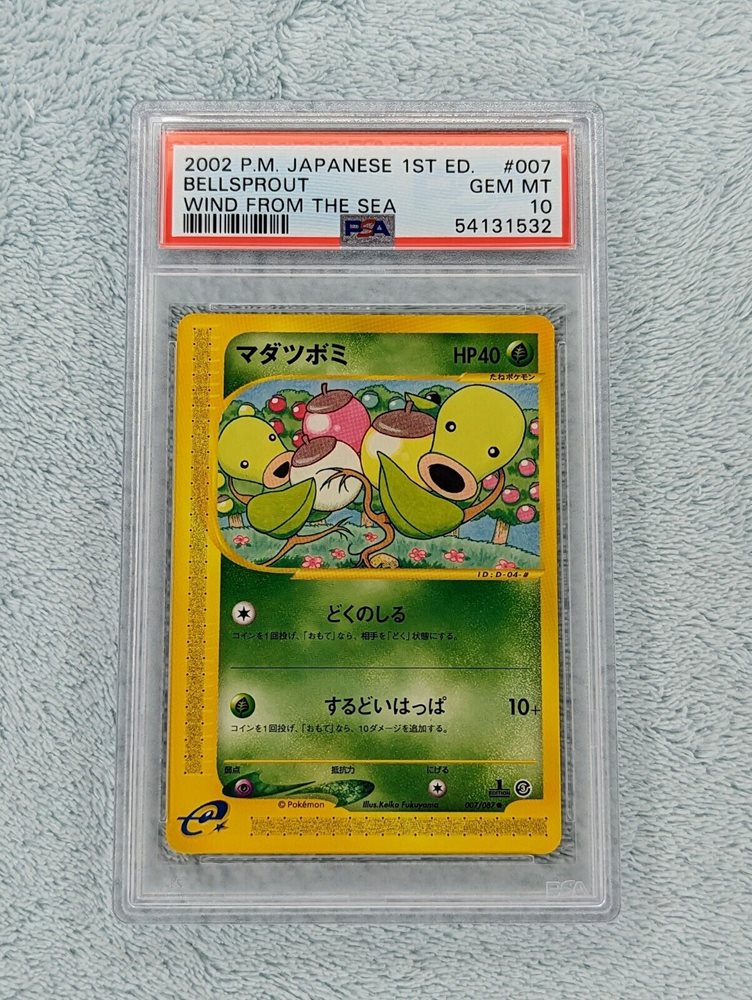 2002 P.M. JAPANESE 1ST ED. #007
BELLSPROUT GEM MT
WIND FROM THE SEA 10
PSA 54131532
マダツボミ HP40
たねポケモン
ID:D-04-#
どくのしる
コインを1回投げ、「おもて」なら、相手を「どく」状態にする。
するどいはっぱ 10+
コインを1回投げ、「おもて」なら、10ダメージを追加する。
弱点 抵抗力 にげる
©Pokémon Illus.Keiko Fukuyama 007/087 ●
1 EDITION
e
PSA